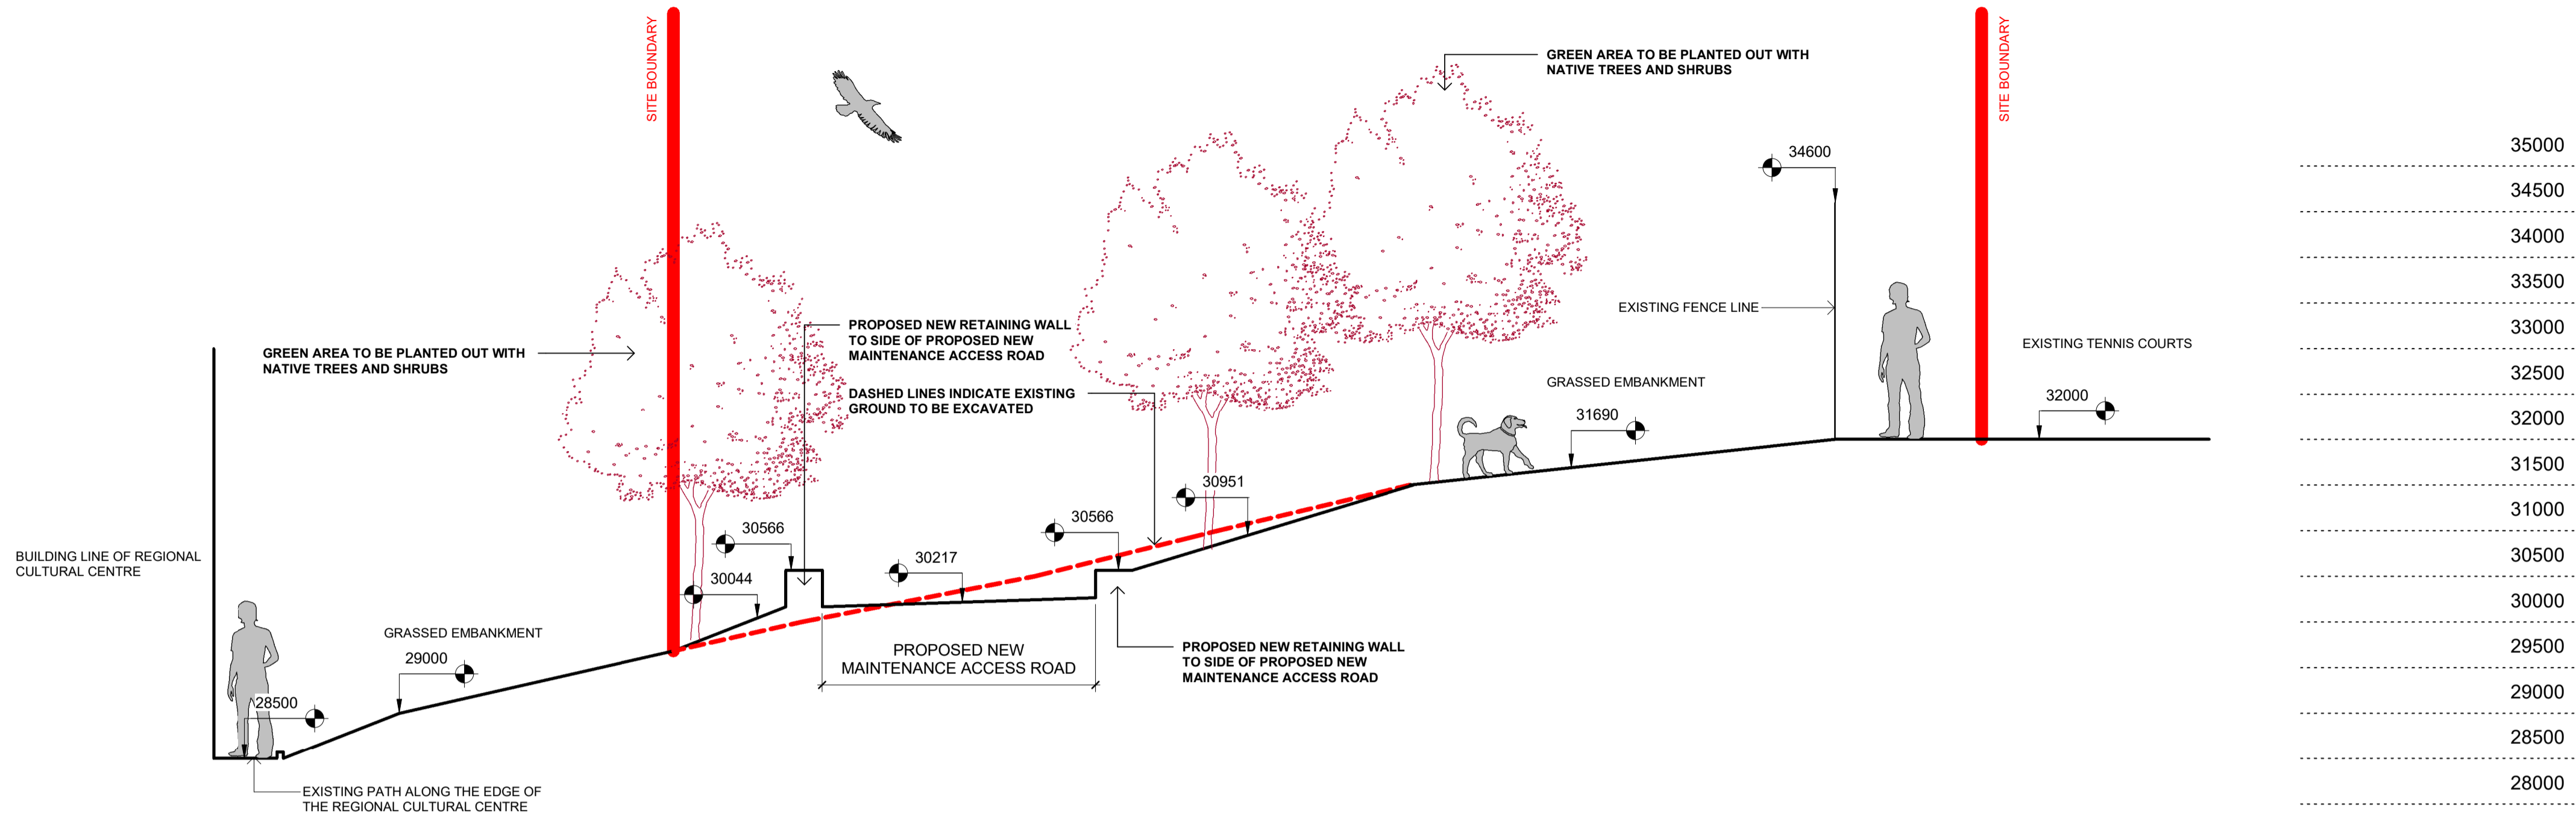 SITE BOUNDARY
SITE BOUNDARY
GREEN AREA TO BE PLANTED OUT WITH
NATIVE TREES AND SHRUBS
34600
EXISTING FENCE LINE
EXISTING TENNIS COURTS
GREEN AREA TO BE PLANTED OUT WITH
NATIVE TREES AND SHRUBS
PROPOSED NEW RETAINING WALL
TO SIDE OF PROPOSED NEW
MAINTENANCE ACCESS ROAD
DASHED LINES INDICATE EXISTING
GROUND TO BE EXCAVATED
GRASSED EMBANKMENT
31690
32000
30951
30566
30566
30217
30044
BUILDING LINE OF REGIONAL
CULTURAL CENTRE
GRASSED EMBANKMENT
29000
28500
PROPOSED NEW
MAINTENANCE ACCESS ROAD
PROPOSED NEW RETAINING WALL
TO SIDE OF PROPOSED NEW
MAINTENANCE ACCESS ROAD
EXISTING PATH ALONG THE EDGE OF
THE REGIONAL CULTURAL CENTRE
35000
34500
34000
33500
33000
32500
32000
31500
31000
30500
30000
29500
29000
28500
28000